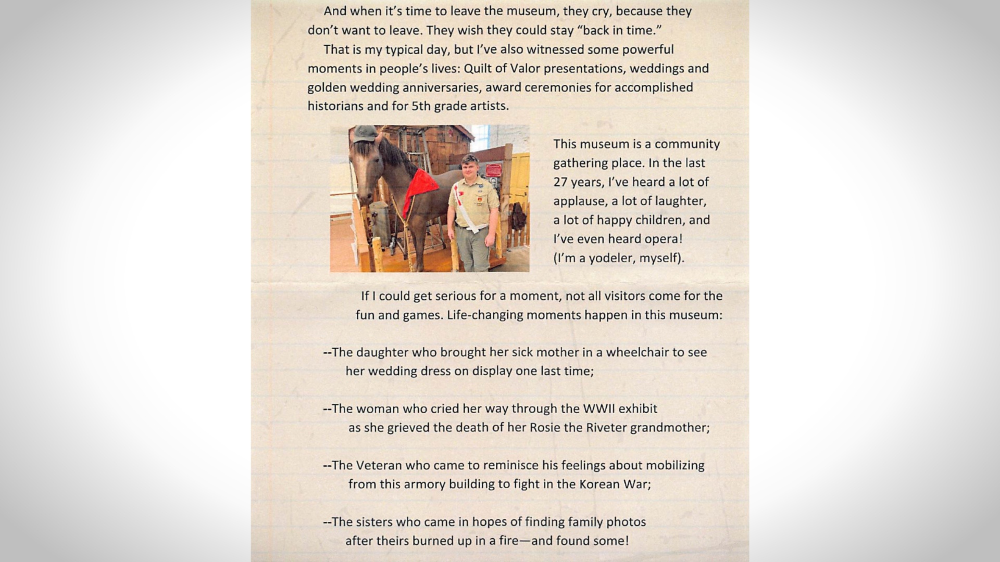 And when it’s time to leave the museum, they cry, because they
don’t want to leave. They wish they could stay “back in time.”
That is my typical day, but I’ve also witnessed some powerful
moments in people’s lives: Quilt of Valor presentations, weddings and
golden wedding anniversaries, award ceremonies for accomplished
historians and for 5th grade artists.
This museum is a community
gathering place. In the last
27 years, I’ve heard a lot of
applause, a lot of laughter,
a lot of happy children, and
I’ve even heard opera!
(I’m a yodeler, myself).
If I could get serious for a moment, not all visitors come for the
fun and games. Life-changing moments happen in this museum:
--The daughter who brought her sick mother in a wheelchair to see
her wedding dress on display one last time;
--The woman who cried her way through the WWII exhibit
as she grieved the death of her Rosie the Riveter grandmother;
--The Veteran who came to reminisce his feelings about mobilizing
from this armory building to fight in the Korean War;
--The sisters who came in hopes of finding family photos
after theirs burned up in a fire—and found some!